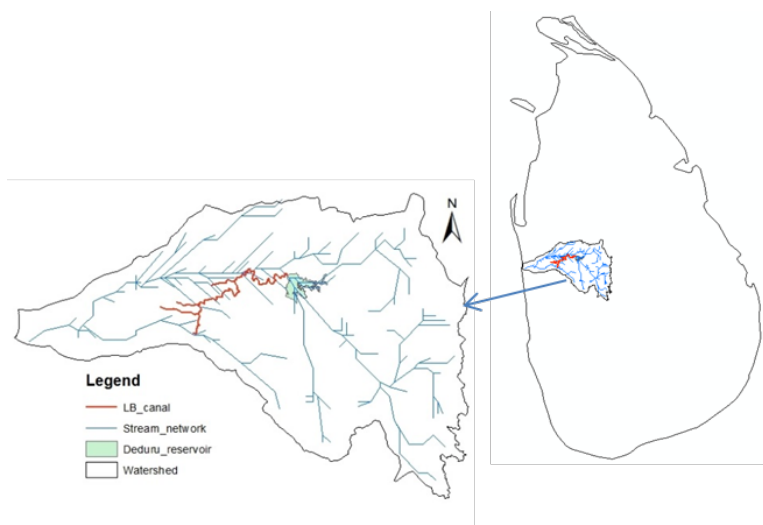 N
Legend
LB_canal
Stream_network
Deduru_reservoir
Watershed